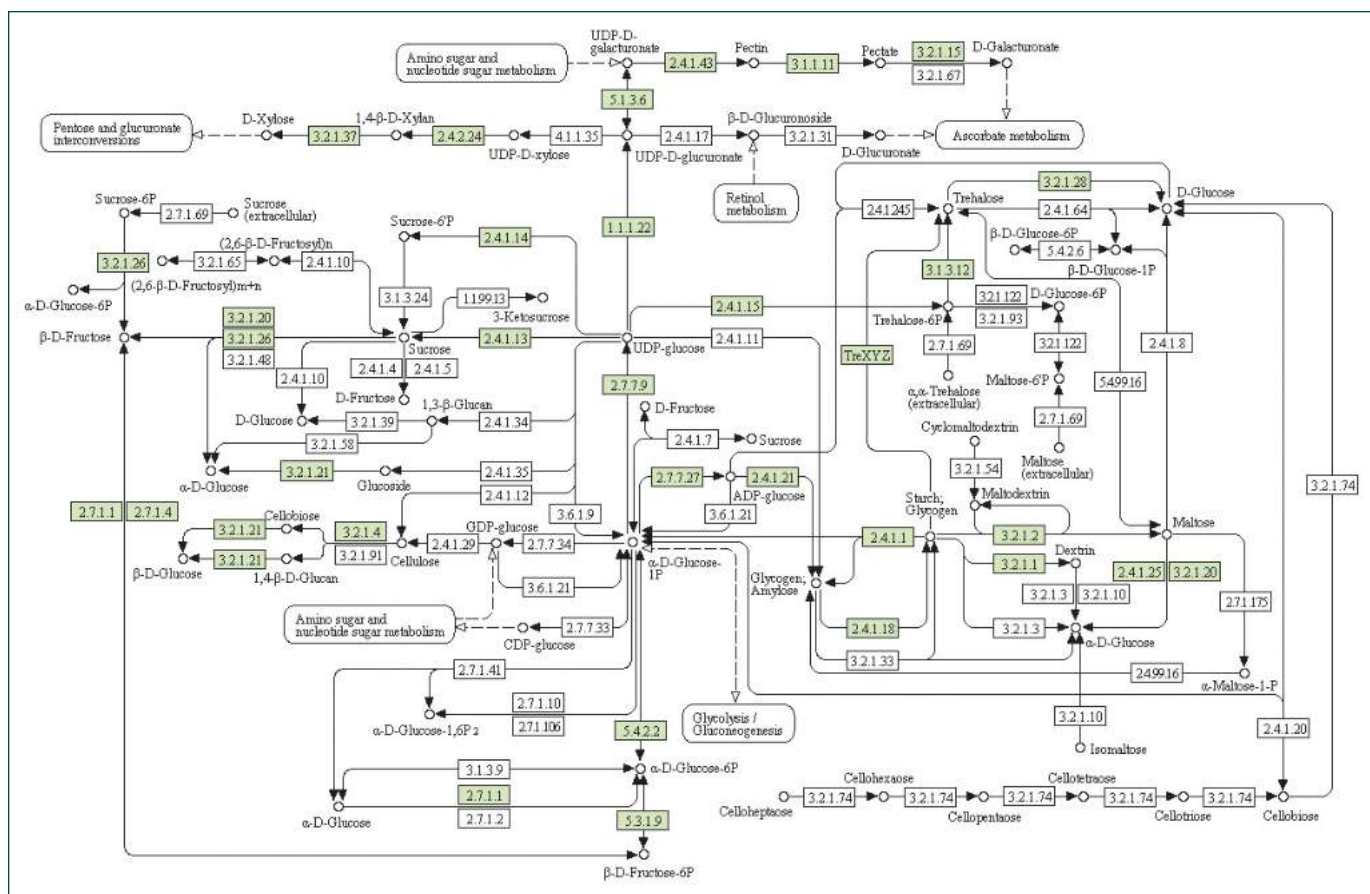 UDP-D-
galacturonate
Pectin
Pectate
D-Galacturonate
Amino sugar and
nucleotide sugar metabolism
2.4.1.43
3.1.1.11
3.2.1.15
3.2.1.67
5.1.3.6
D-Xylose
1,4-β-D-Xylan
β-D-Glucuronoside
Pentose and glucuronate
interconversions
3.2.1.37
2.4.2.24
4.1.1.35
2.4.1.17
3.2.1.31
Ascorbate metabolism
UDP-D-xylose
UDP-D-glucuronate
D-Glucuronate
Retinol
metabolism
3.2.1.28
Sucrose-6P
2.7.1.69
Sucrose
(extracellular)
Sucrose-6'P
2.4.1.14
1.1.1.22
2.4.1.245
Trehalose
2.4.1.64
D-Glucose
β-D-Glucose-6P
5.4.2.6
β-D-Glucose-1P
(2,6-β-D-Fructosyl)n
3.2.1.26
3.2.1.65
2.4.1.10
(2,6-β-D-Fructosyl)m+n
α-D-Glucose-6P
3.1.3.24
1.1.99.13
3-Ketosucrose
3.1.3.12
2.4.1.15
3.2.1.122
D-Glucose-6P
Trehalose-6P
3.2.1.93
3.2.1.20
β-D-Fructose
3.2.1.26
3.2.1.48
Sucrose
2.4.1.13
UDP-glucose
2.4.1.11
2.7.1.69
3.2.1.122
2.4.1.8
TreXYZ
2.4.1.10
2.4.1.4
2.4.1.5
2.7.7.9
α,α-Trehalose
(extracellular)
Maltose-6'P
5.4.99.16
D-Fructose
1,3-β-Glucan
D-Fructose
2.7.1.69
D-Glucose
3.2.1.39
2.4.1.34
2.4.1.7
Sucrose
Cyclomaltodextrin
3.2.1.58
3.2.1.54
Maltose
(extracellular)
3.2.1.21
α-D-Glucose
Glucoside
2.4.1.35
2.7.7.27
2.4.1.21
ADP-glucose
3.2.1.74
2.4.1.12
Starch;
Glycogen
Maltodextrin
2.7.1.1
2.7.1.4
3.6.1.9
3.6.1.21
Cellobiose
3.2.1.21
3.2.1.4
GDP-glucose
2.4.1.1
3.2.1.2
Maltose
3.2.1.21
3.2.1.91
2.4.1.29
2.7.7.34
β-D-Glucose
1,4-β-D-Glucan
Cellulose
α-D-Glucose-
1P
Dextrin
3.2.1.1
2.4.1.25
3.2.1.20
3.6.1.21
Glycogen;
Amylose
3.2.1.3
3.2.1.10
2.7.1.175
Amino sugar and
nucleotide sugar metabolism
2.7.7.33
CDP-glucose
2.4.1.18
3.2.1.3
α-D-Glucose
3.2.1.33
2.7.1.41
2.4.99.16
α-Maltose-1-P
2.7.1.10
α-D-Glucose-1,6P2
2.7.1.106
5.4.2.2
Glycolysis /
Gluconeogenesis
3.2.1.10
2.4.1.20
Isomaltose
3.1.3.9
α-D-Glucose-6P
2.7.1.1
α-D-Glucose
2.7.1.2
5.3.1.9
β-D-Fructose-6P
Cellohexaose
Cellotetraose
3.2.1.74
3.2.1.74
3.2.1.74
3.2.1.74
3.2.1.74
Celloheptaose
Cellopentaose
Cellotriose
Cellobiose